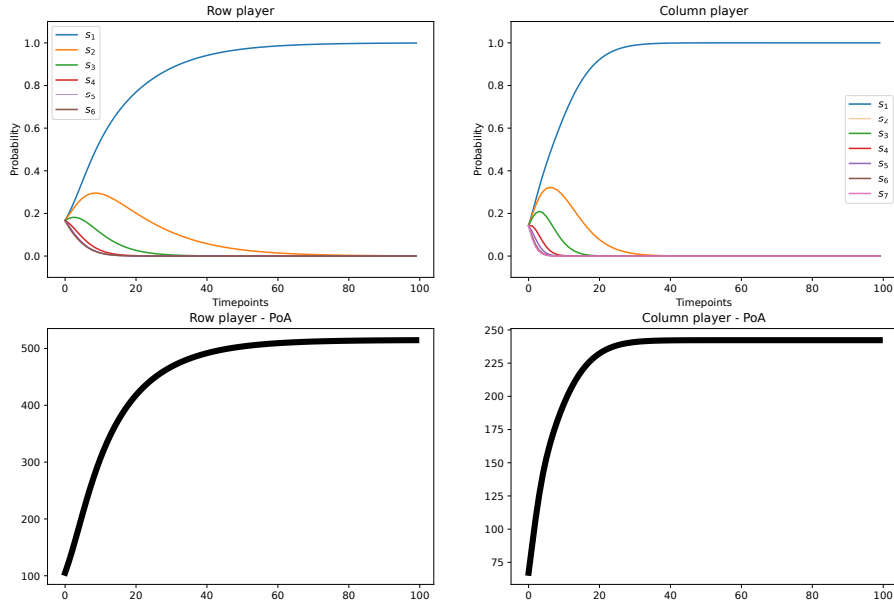 Row player
Probability
1.0
0.8
0.6
0.4
0.2
0.0
s1
s2
s3
s4
s5
s6
0 20 40 60 80 100
Timepoints
Column player
Probability
1.0
0.8
0.6
0.4
0.2
0.0
s1
s2
s3
s4
s5
s6
s7
0 20 40 60 80 100
Timepoints
Row player - PoA
500
400
300
200
100
0 20 40 60 80 100
Column player - PoA
250
225
200
175
150
125
100
75
0 20 40 60 80 100